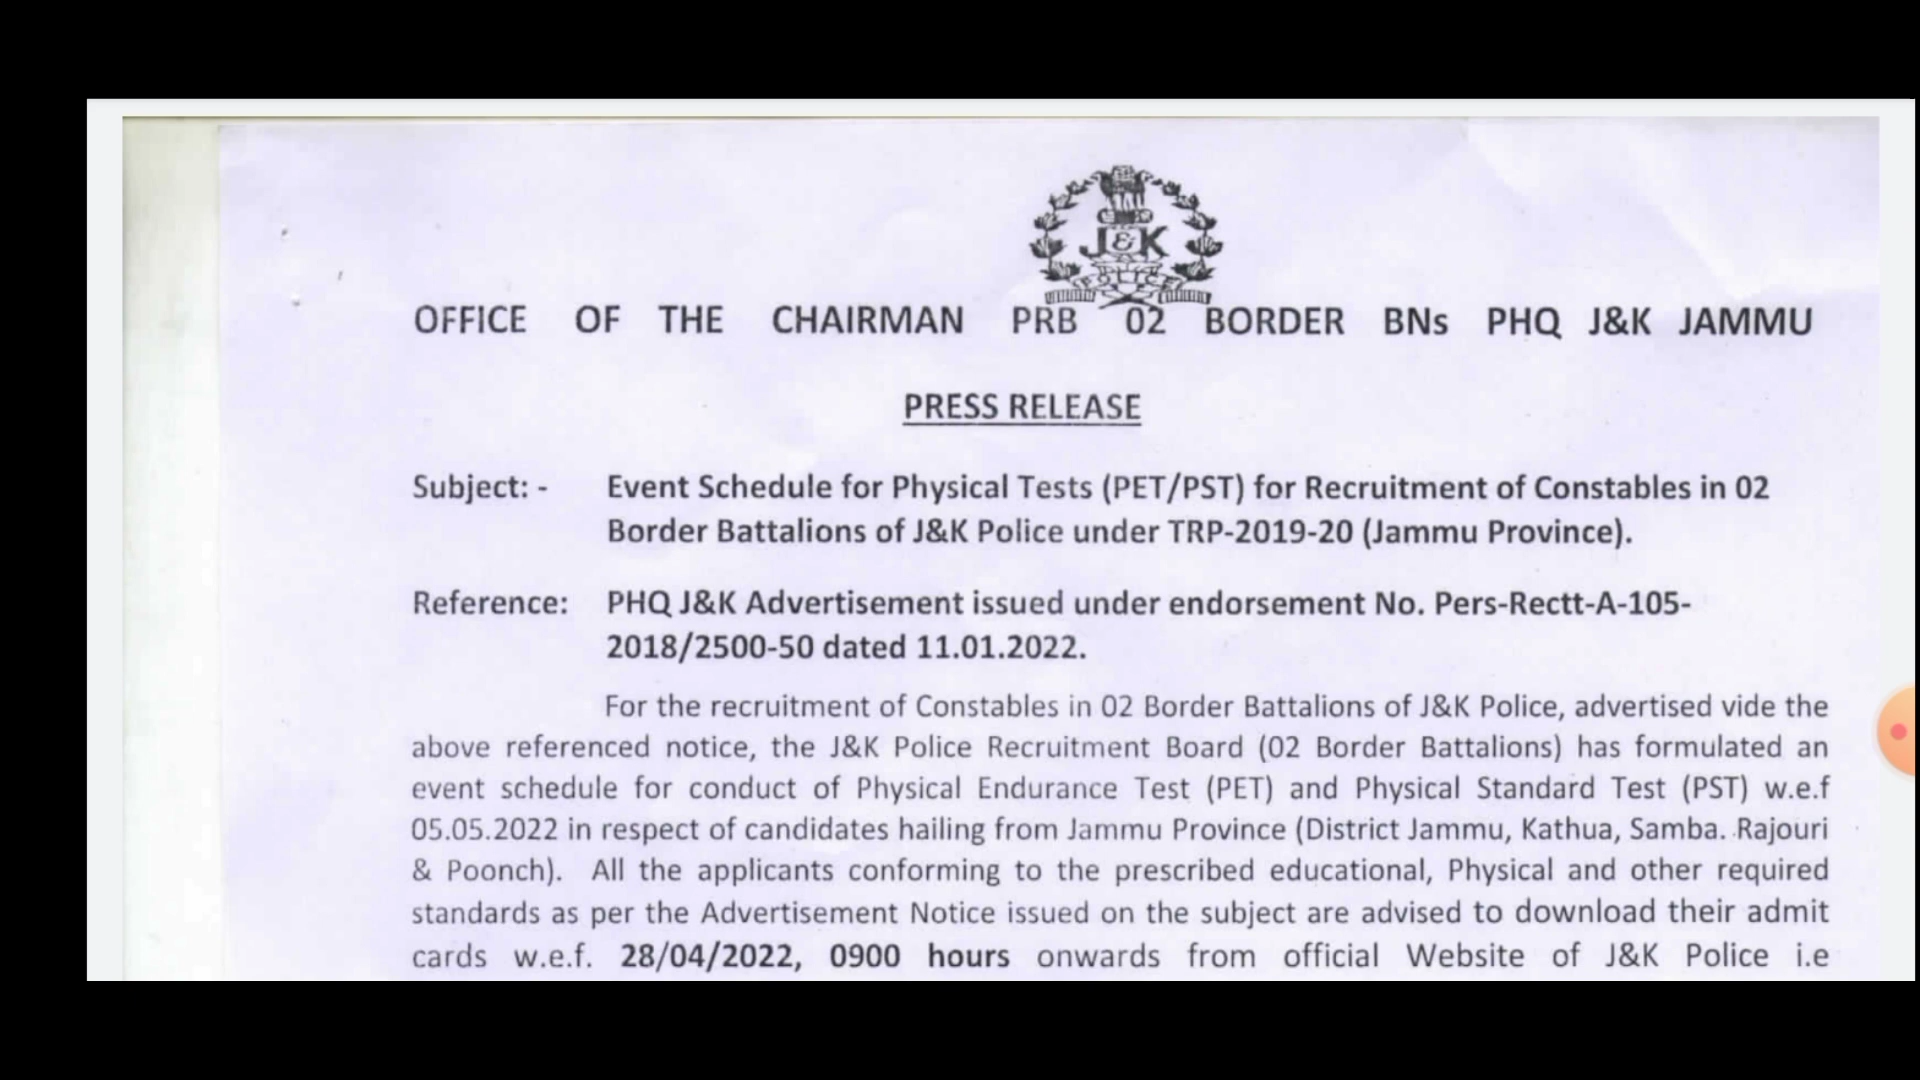 J&K
POLICE
OFFICE OF THE CHAIRMAN PRB 02 BORDER BNs PHQ J&K JAMMU
PRESS RELEASE
Subject: - Event Schedule for Physical Tests (PET/PST) for Recruitment of Constables in 02
Border Battalions of J&K Police under TRP-2019-20 (Jammu Province).
Reference: PHQ J&K Advertisement issued under endorsement No. Pers-Rectt-A-105-
2018/2500-50 dated 11.01.2022.
For the recruitment of Constables in 02 Border Battalions of J&K Police, advertised vide the
above referenced notice, the J&K Police Recruitment Board (02 Border Battalions) has formulated an
event schedule for conduct of Physical Endurance Test (PET) and Physical Standard Test (PST) w.e.f
05.05.2022 in respect of candidates hailing from Jammu Province (District Jammu, Kathua, Samba. Rajouri
& Poonch). All the applicants conforming to the prescribed educational, Physical and other required
standards as per the Advertisement Notice issued on the subject are advised to download their admit
cards w.e.f. 28/04/2022, 0900 hours onwards from official Website of J&K Police i.e